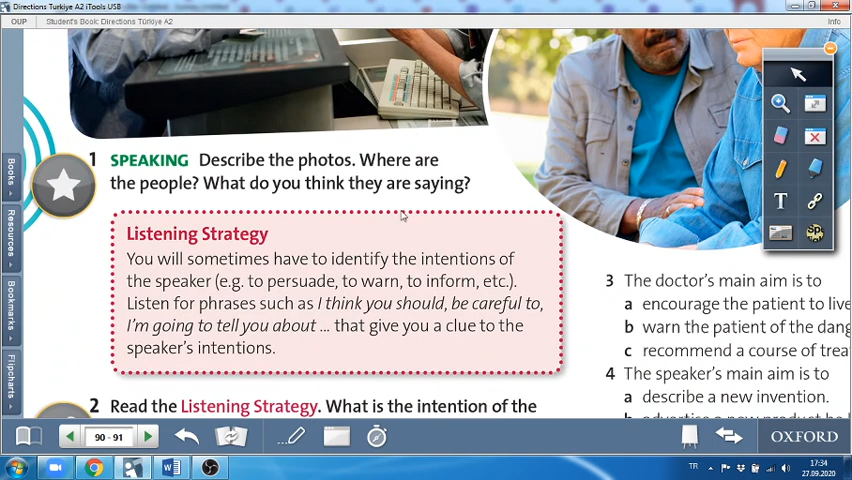 Directions Turkiye A2 iTools USB
OUP
Student's Book: Directions Türkiye A2
Info
Books
Resources
Bookmarks
Flipcharts
1 SPEAKING Describe the photos. Where are
the people? What do you think they are saying?
Listening Strategy
You will sometimes have to identify the intentions of
the speaker (e.g. to persuade, to warn, to inform, etc.).
Listen for phrases such as I think you should, be careful to,
I'm going to tell you about ... that give you a clue to the
speaker's intentions.
2 Read the Listening Strategy. What is the intention of the
3 The doctor's main aim is to
a encourage the patient to live
b warn the patient of the dang
c recommend a course of trea
4 The speaker's main aim is to
a describe a new invention.
T
sp
90 - 91
OXFORD
TR
17:34
27.09.2020